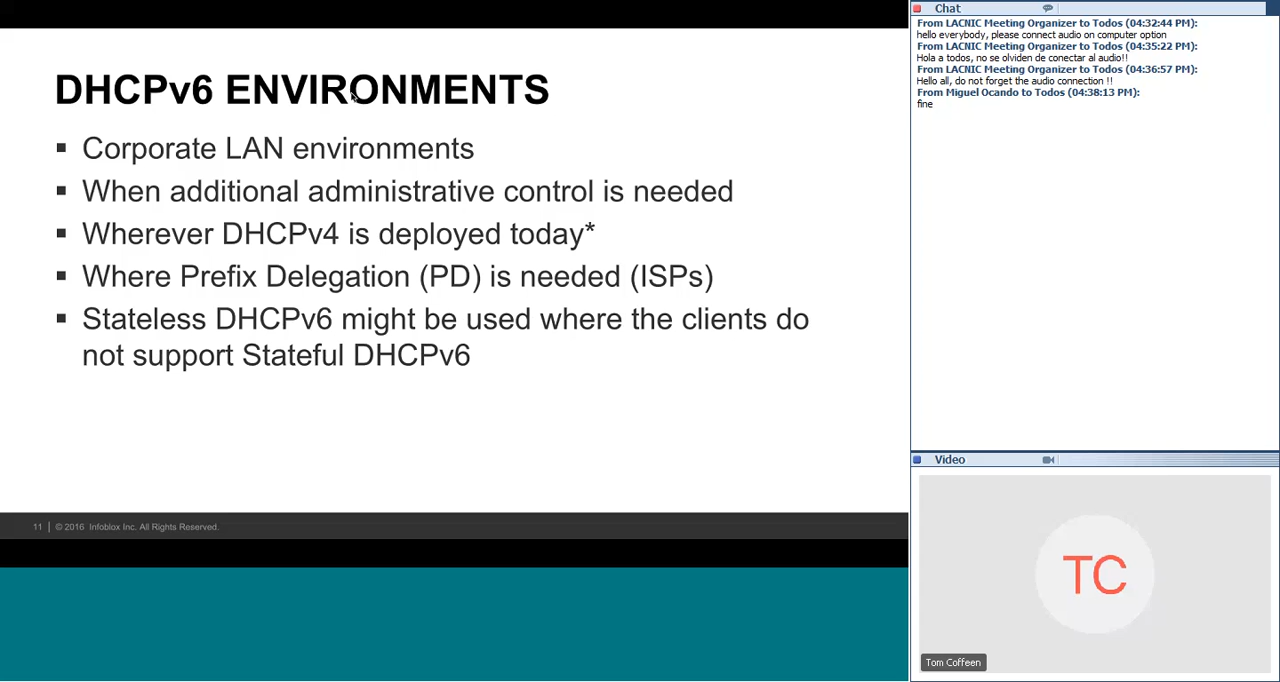 DHCPv6 ENVIRONMENTS
▪ Corporate LAN environments
▪ When additional administrative control is needed
▪ Wherever DHCPv4 is deployed today*
▪ Where Prefix Delegation (PD) is needed (ISPs)
▪ Stateless DHCPv6 might be used where the clients do
not support Stateful DHCPv6
11 | © 2016 Infoblox Inc. All Rights Reserved.
Chat
From LACNIC Meeting Organizer to Todos (04:32:44 PM):
hello everybody, please connect audio on computer option
From LACNIC Meeting Organizer to Todos (04:35:22 PM):
Hola a todos, no se olviden de conectar al audio!!
From LACNIC Meeting Organizer to Todos (04:36:57 PM):
Hello all, do not forget the audio connection !!
From Miguel Ocando to Todos (04:38:13 PM):
fine
Video
TC
Tom Coffeen